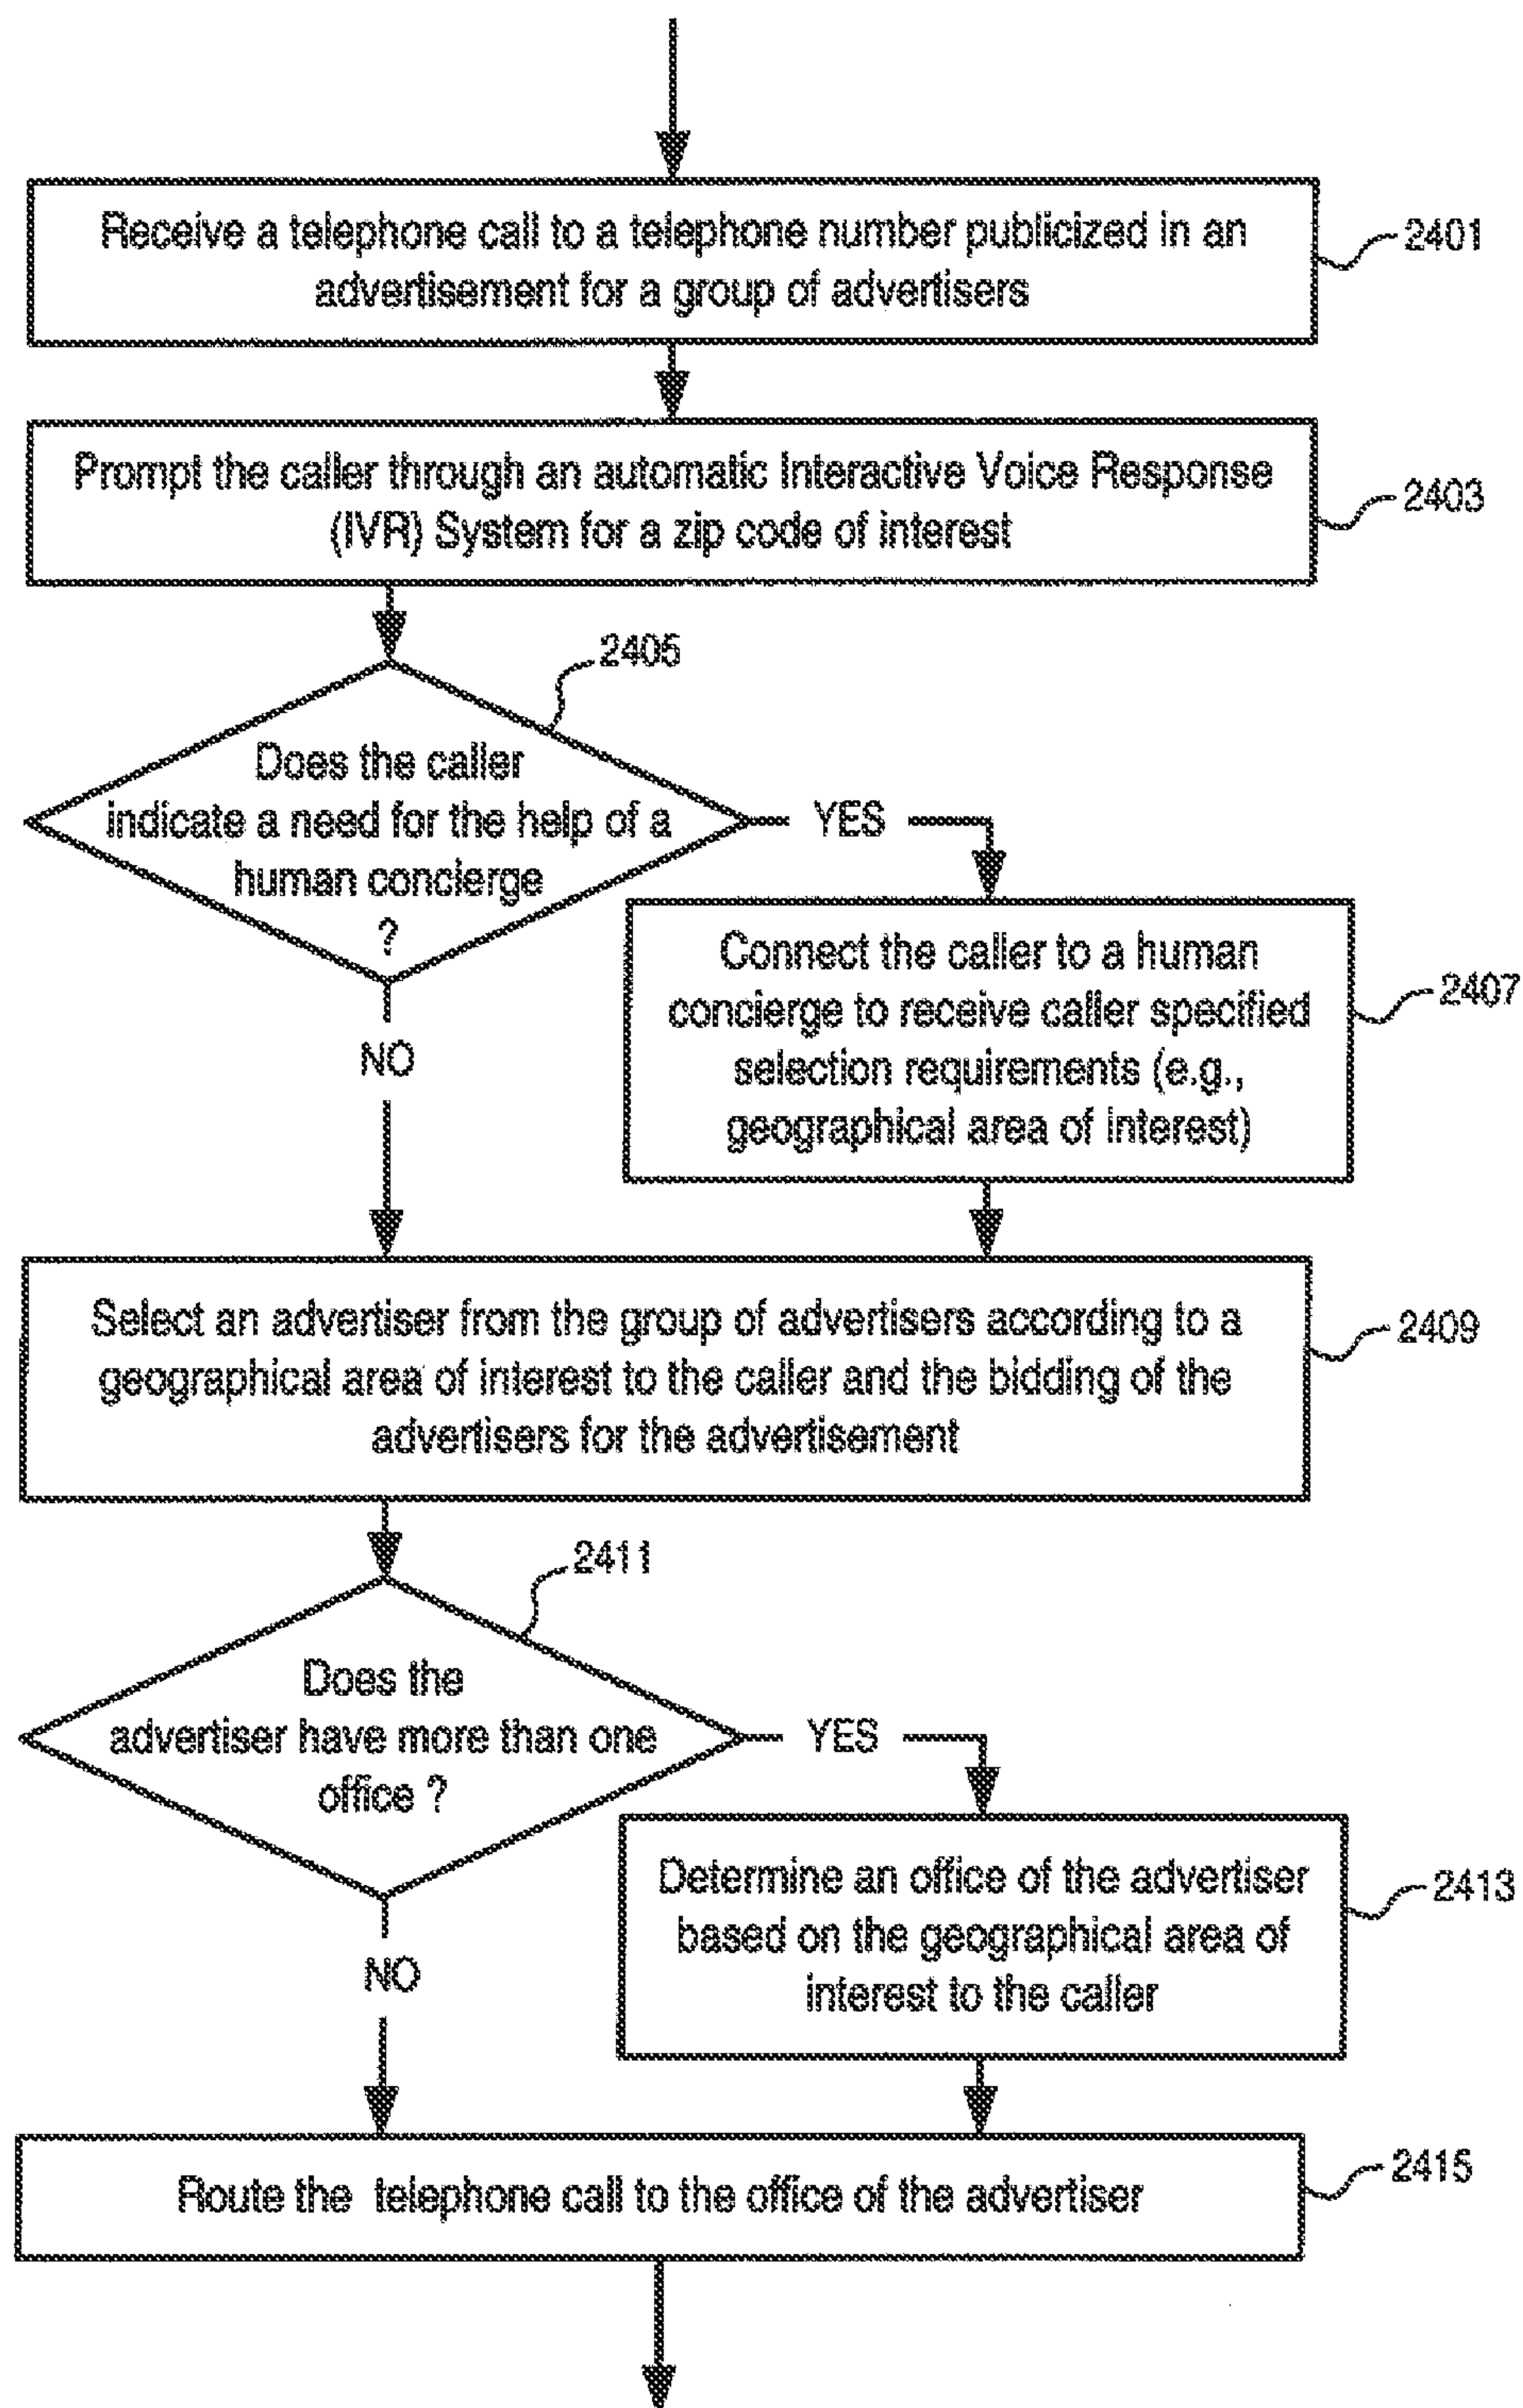 Receive a telephone call to a telephone number publicized in an
advertisement for a group of advertisers
2401
Prompt the caller through an automatic Interactive Voice Response
(IVR) System for a zip code of interest
2403
2405
Does the caller
indicate a need for the help of a
human concierge
?
YES
NO
Connect the caller to a human
concierge to receive caller specified
selection requirements (e.g.,
geographical area of interest)
2407
Select an advertiser from the group of advertisers according to a
geographical area of interest to the caller and the bidding of the
advertisers for the advertisement
2409
2411
Does the
advertiser have more than one
office ?
YES
NO
Determine an office of the advertiser
based on the geographical area of
interest to the caller
2413
Route the telephone call to the office of the advertiser
2415